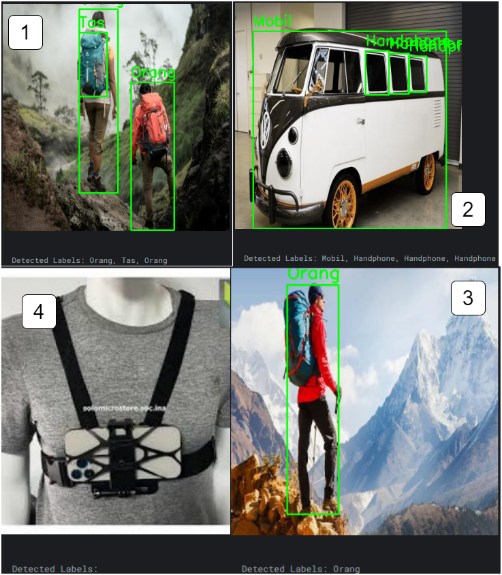 1
Tas
Orang
Detected Labels: Orang, Tas, Orang
Mobil
Handphone
2
Detected Labels: Mobil, Handphone, Handphone, Handphone
4
solomicrostore.soc.ina
Detected Labels:
Orang
3
Detected Labels: Orang